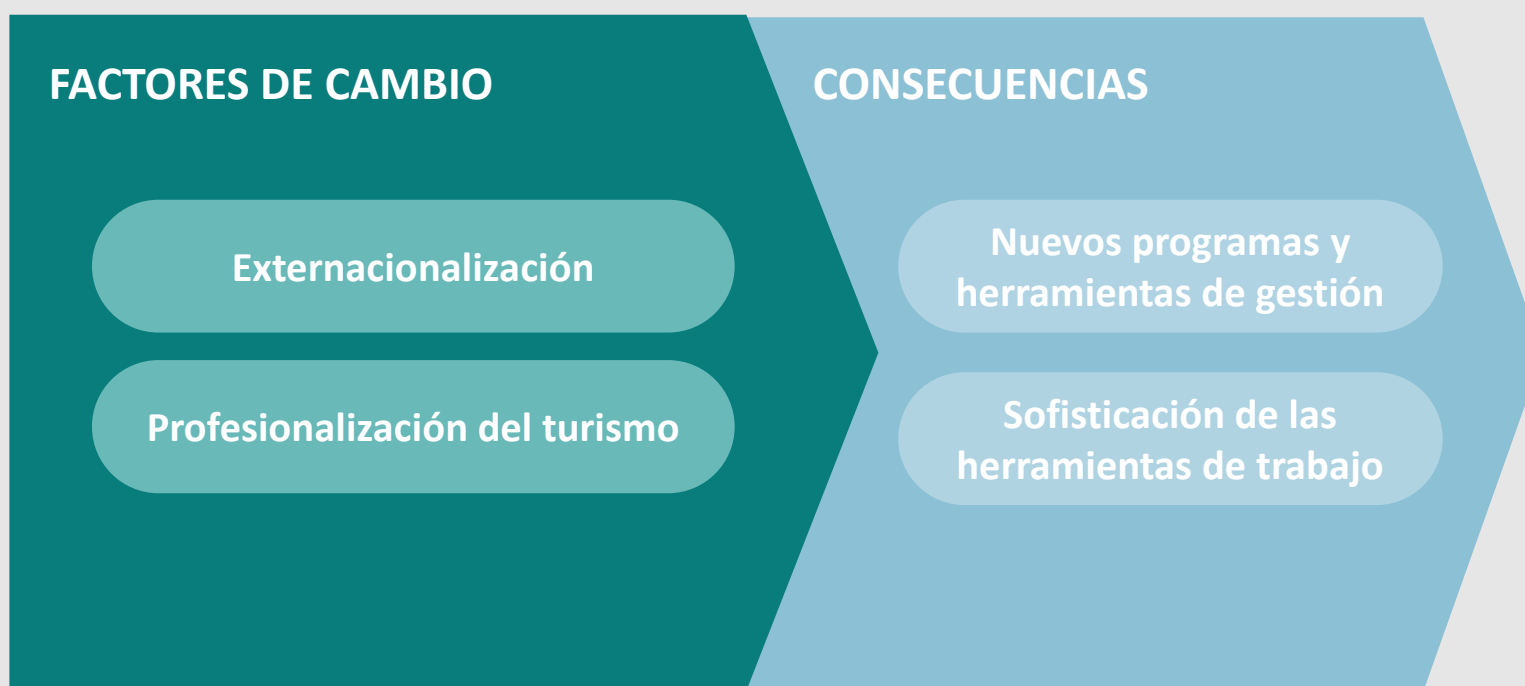 FACTORES DE CAMBIO
Externacionalización
Profesionalización del turismo
CONSECUENCIAS
Nuevos programas y
herramientas de gestión
Sofisticación de las
herramientas de trabajo